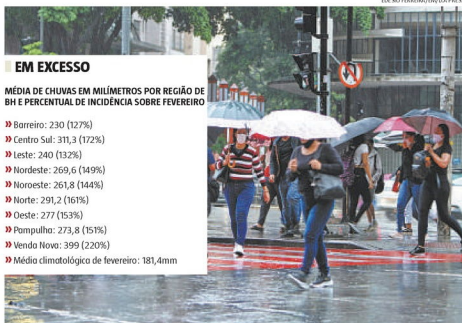 EM EXCESSO
MÉDIA DE CHUVAS EM MILÍMETROS POR REGIÃO DE
BH E PERCENTUAL DE INCIDÊNCIA SOBRE FEVEREIRO
» Barreiro: 230 (127%)
» Centro Sul: 311,3 (172%)
» Leste: 240 (132%)
» Nordeste: 269,6 (149%)
» Noroeste: 261,8 (144%)
» Norte: 291,2 (161%)
» Oeste: 277 (153%)
» Pampulha: 273,8 (151%)
» Venda Nova: 399 (220%)
» Média climatológica de fevereiro: 181,4mm